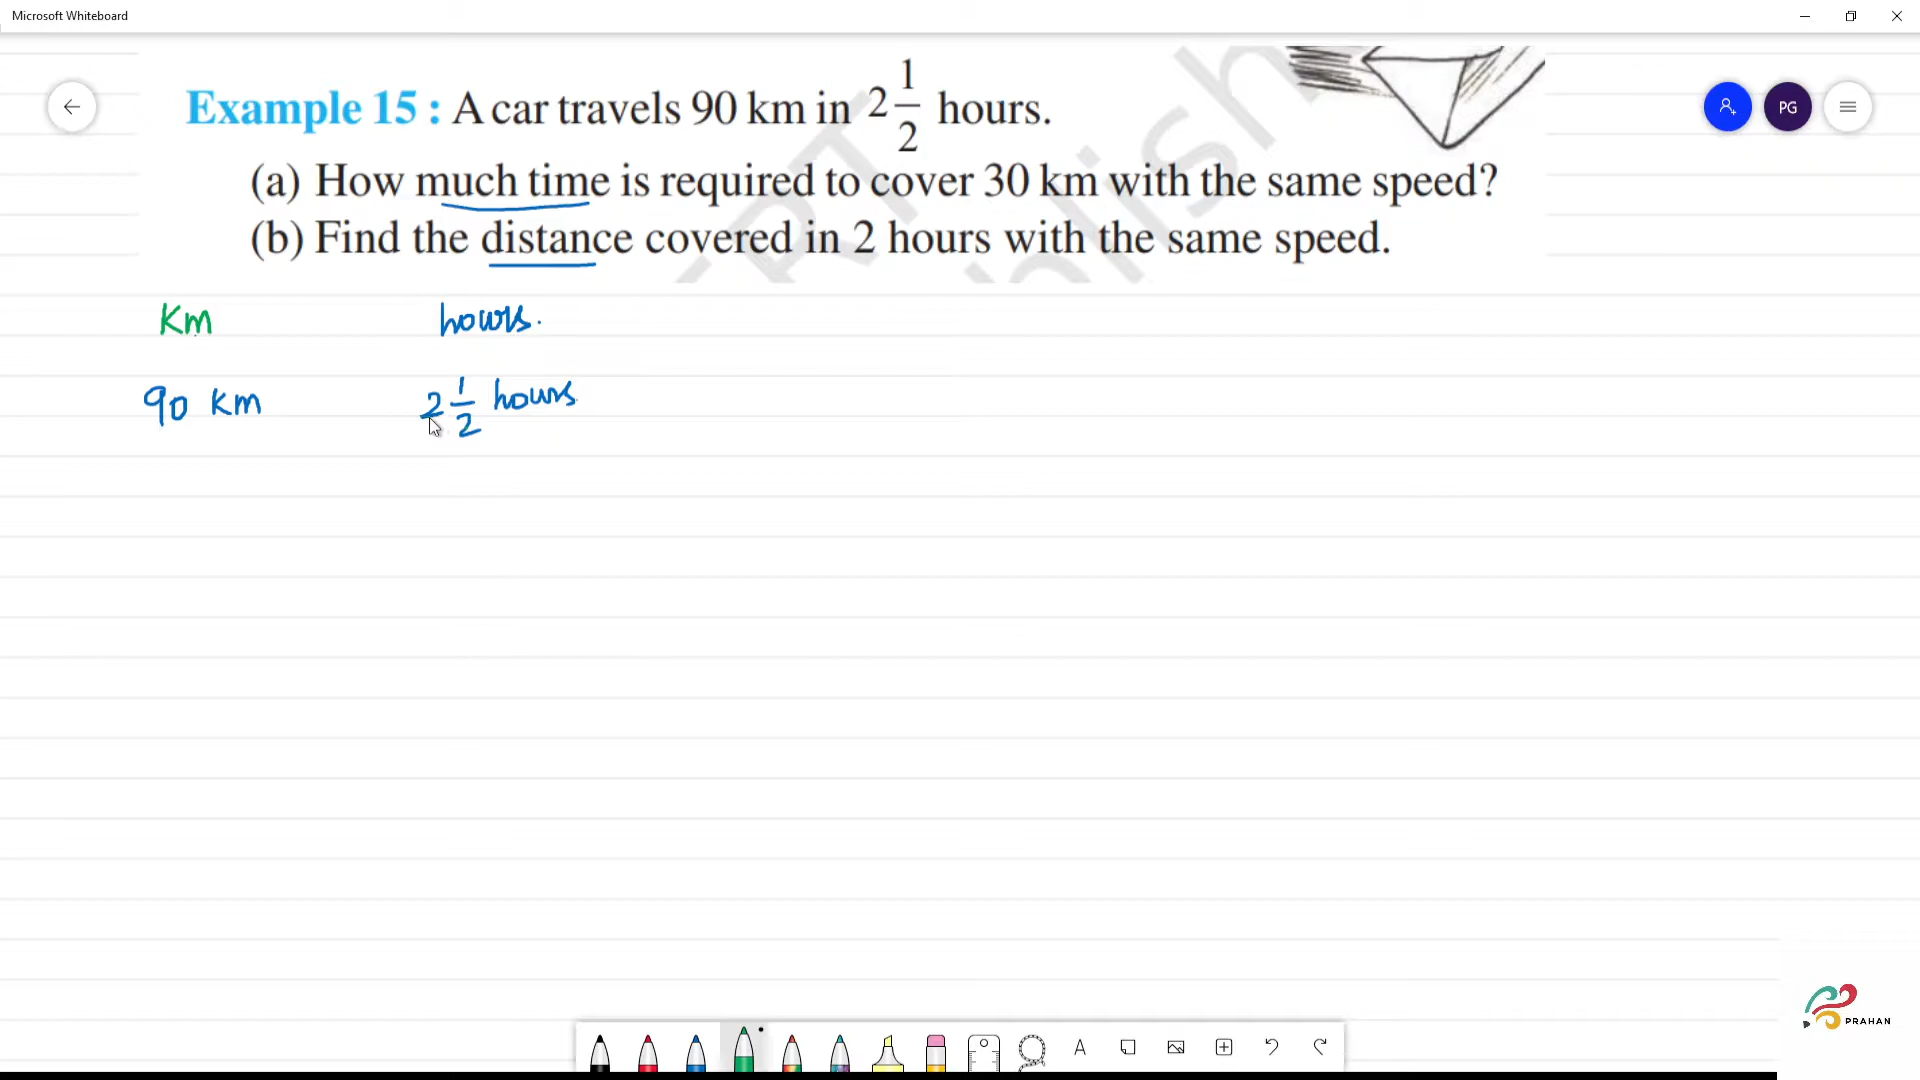 Microsoft Whiteboard
Example 15 : A car travels 90 km in 2 1/2 hours.
PG
(a) How much time is required to cover 30 km with the same speed?
(b) Find the distance covered in 2 hours with the same speed.
Km hours.
90 Km 2 1/2 hours
PRAHAN
A